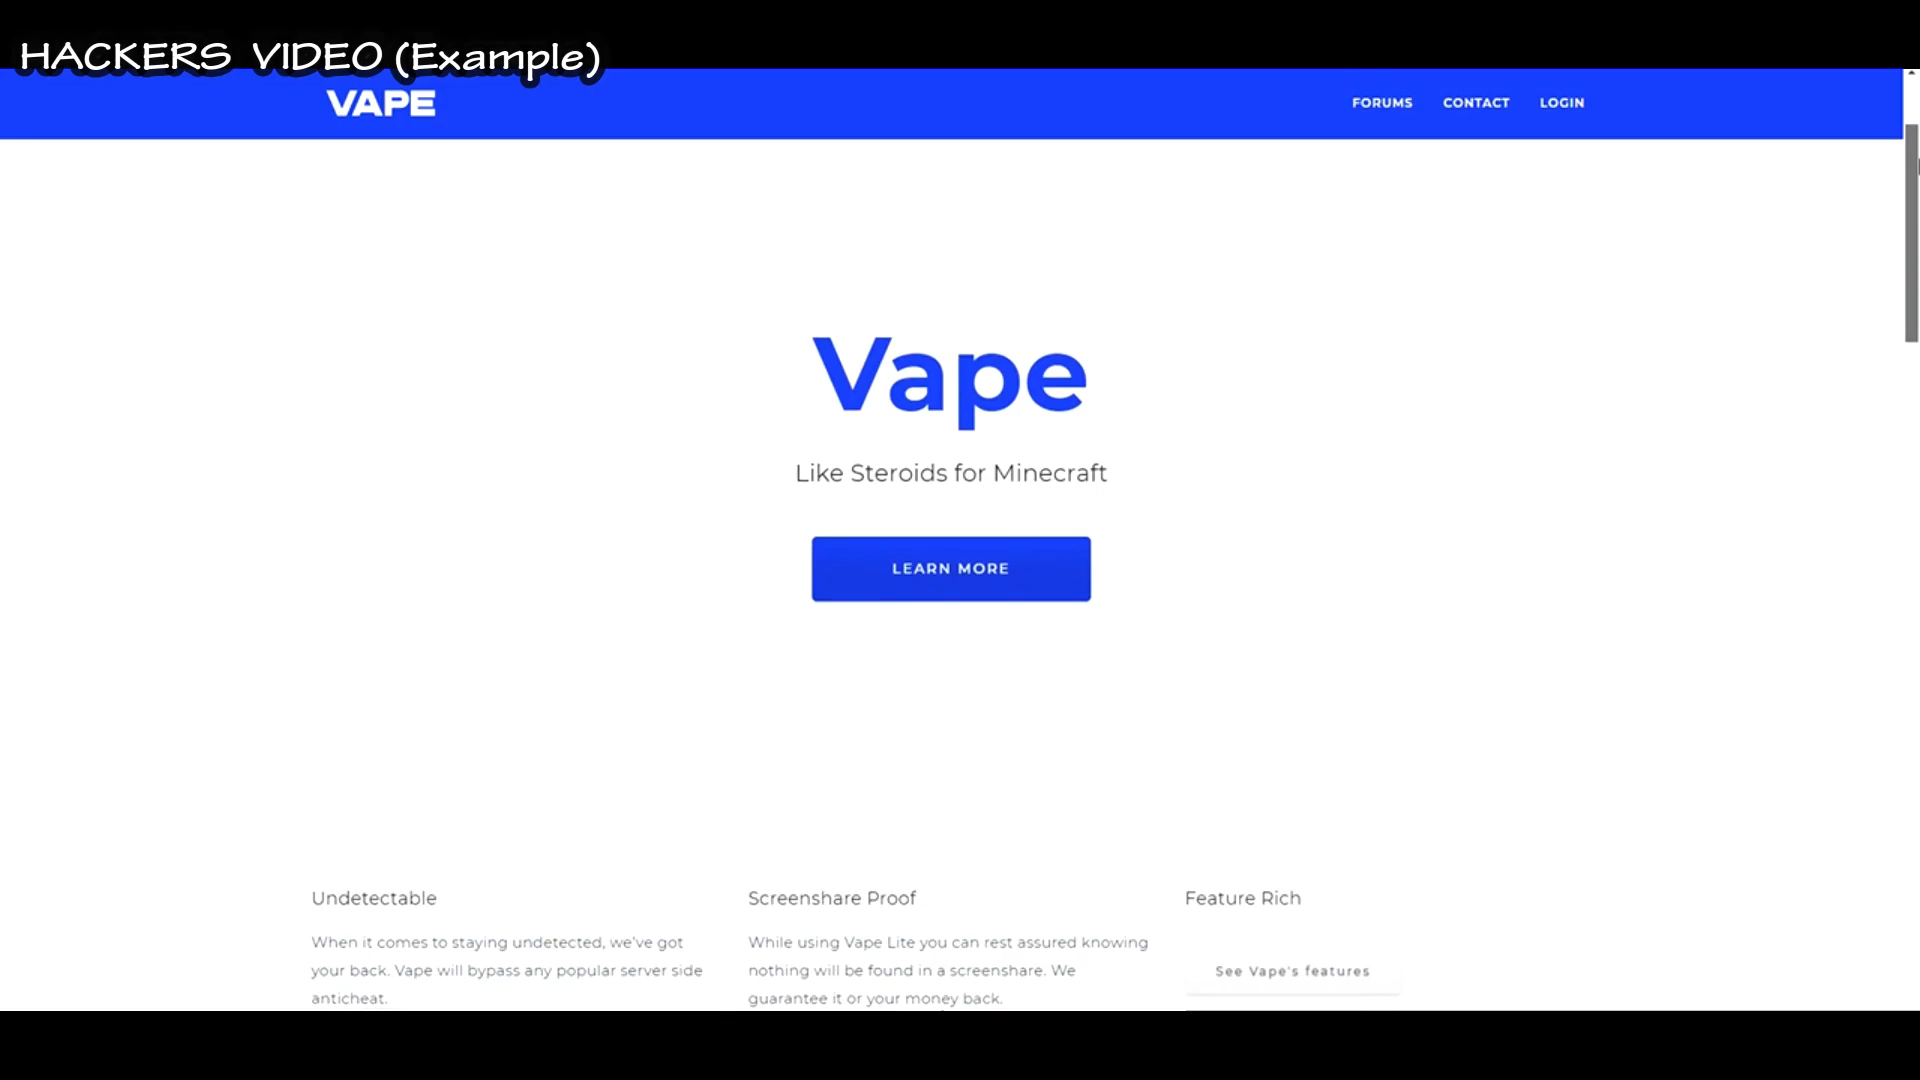 HACKERS VIDEO (Example)
VAPE
FORUMS CONTACT LOGIN
Vape
Like Steroids for Minecraft
LEARN MORE
Undetectable
When it comes to staying undetected, we've got
your back. Vape will bypass any popular server side
anticheat.
Screenshare Proof
While using Vape Lite you can rest assured knowing
nothing will be found in a screenshare. We
guarantee it or your money back.
Feature Rich
See Vape's features